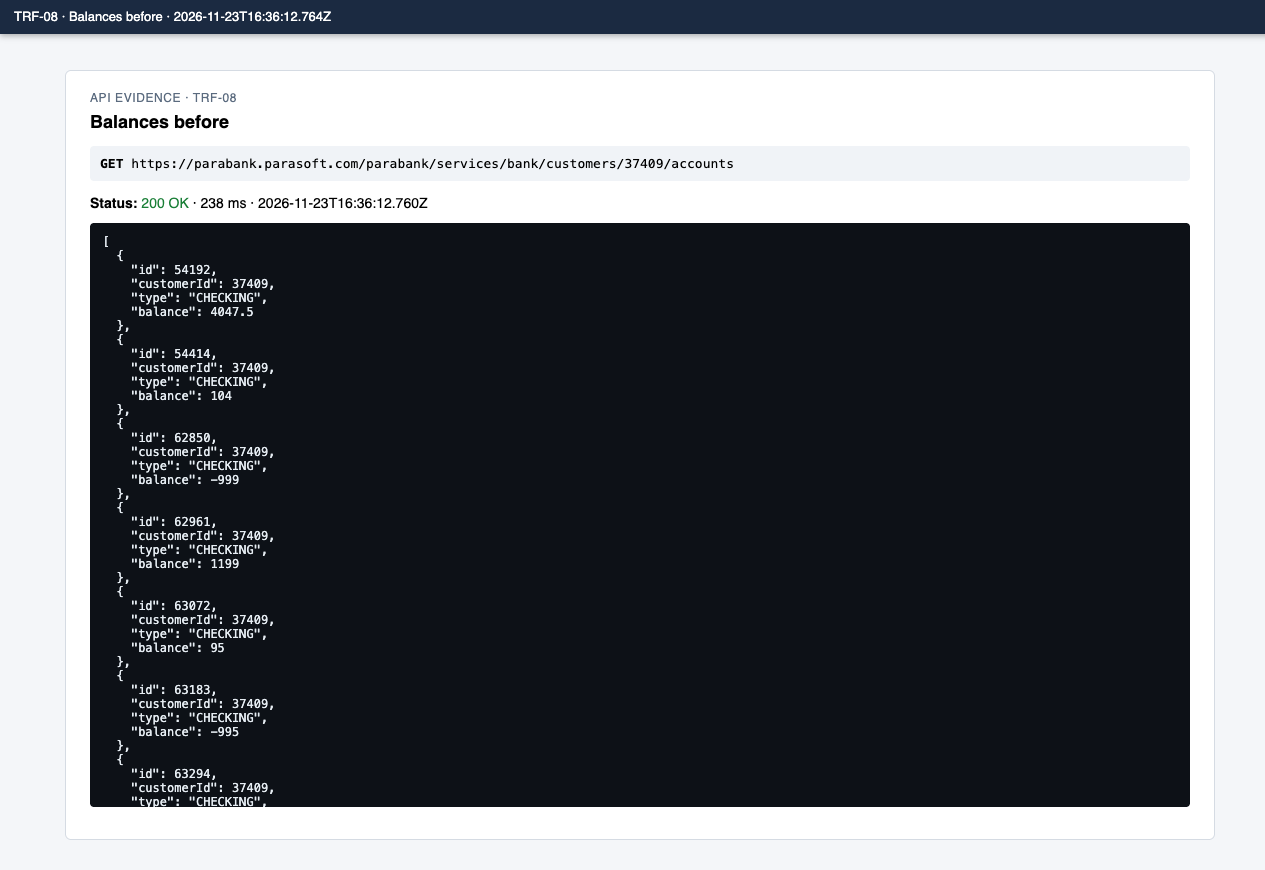 TRF-08 · Balances before · 2026-11-23T16:36:12.764Z
API EVIDENCE · TRF-08
Balances before
GET https://parabank.parasoft.com/parabank/services/bank/customers/37409/accounts
Status: 200 OK · 238 ms · 2026-11-23T16:36:12.760Z
[
  {
    "id": 54192,
    "customerId": 37409,
    "type": "CHECKING",
    "balance": 4047.5
  },
  {
    "id": 54414,
    "customerId": 37409,
    "type": "CHECKING",
    "balance": 104
  },
  {
    "id": 62850,
    "customerId": 37409,
    "type": "CHECKING",
    "balance": -999
  },
  {
    "id": 62961,
    "customerId": 37409,
    "type": "CHECKING",
    "balance": 1199
  },
  {
    "id": 63072,
    "customerId": 37409,
    "type": "CHECKING",
    "balance": 95
  },
  {
    "id": 63183,
    "customerId": 37409,
    "type": "CHECKING",
    "balance": -995
  },
  {
    "id": 63294,
    "customerId": 37409,
    "type": "CHECKING",